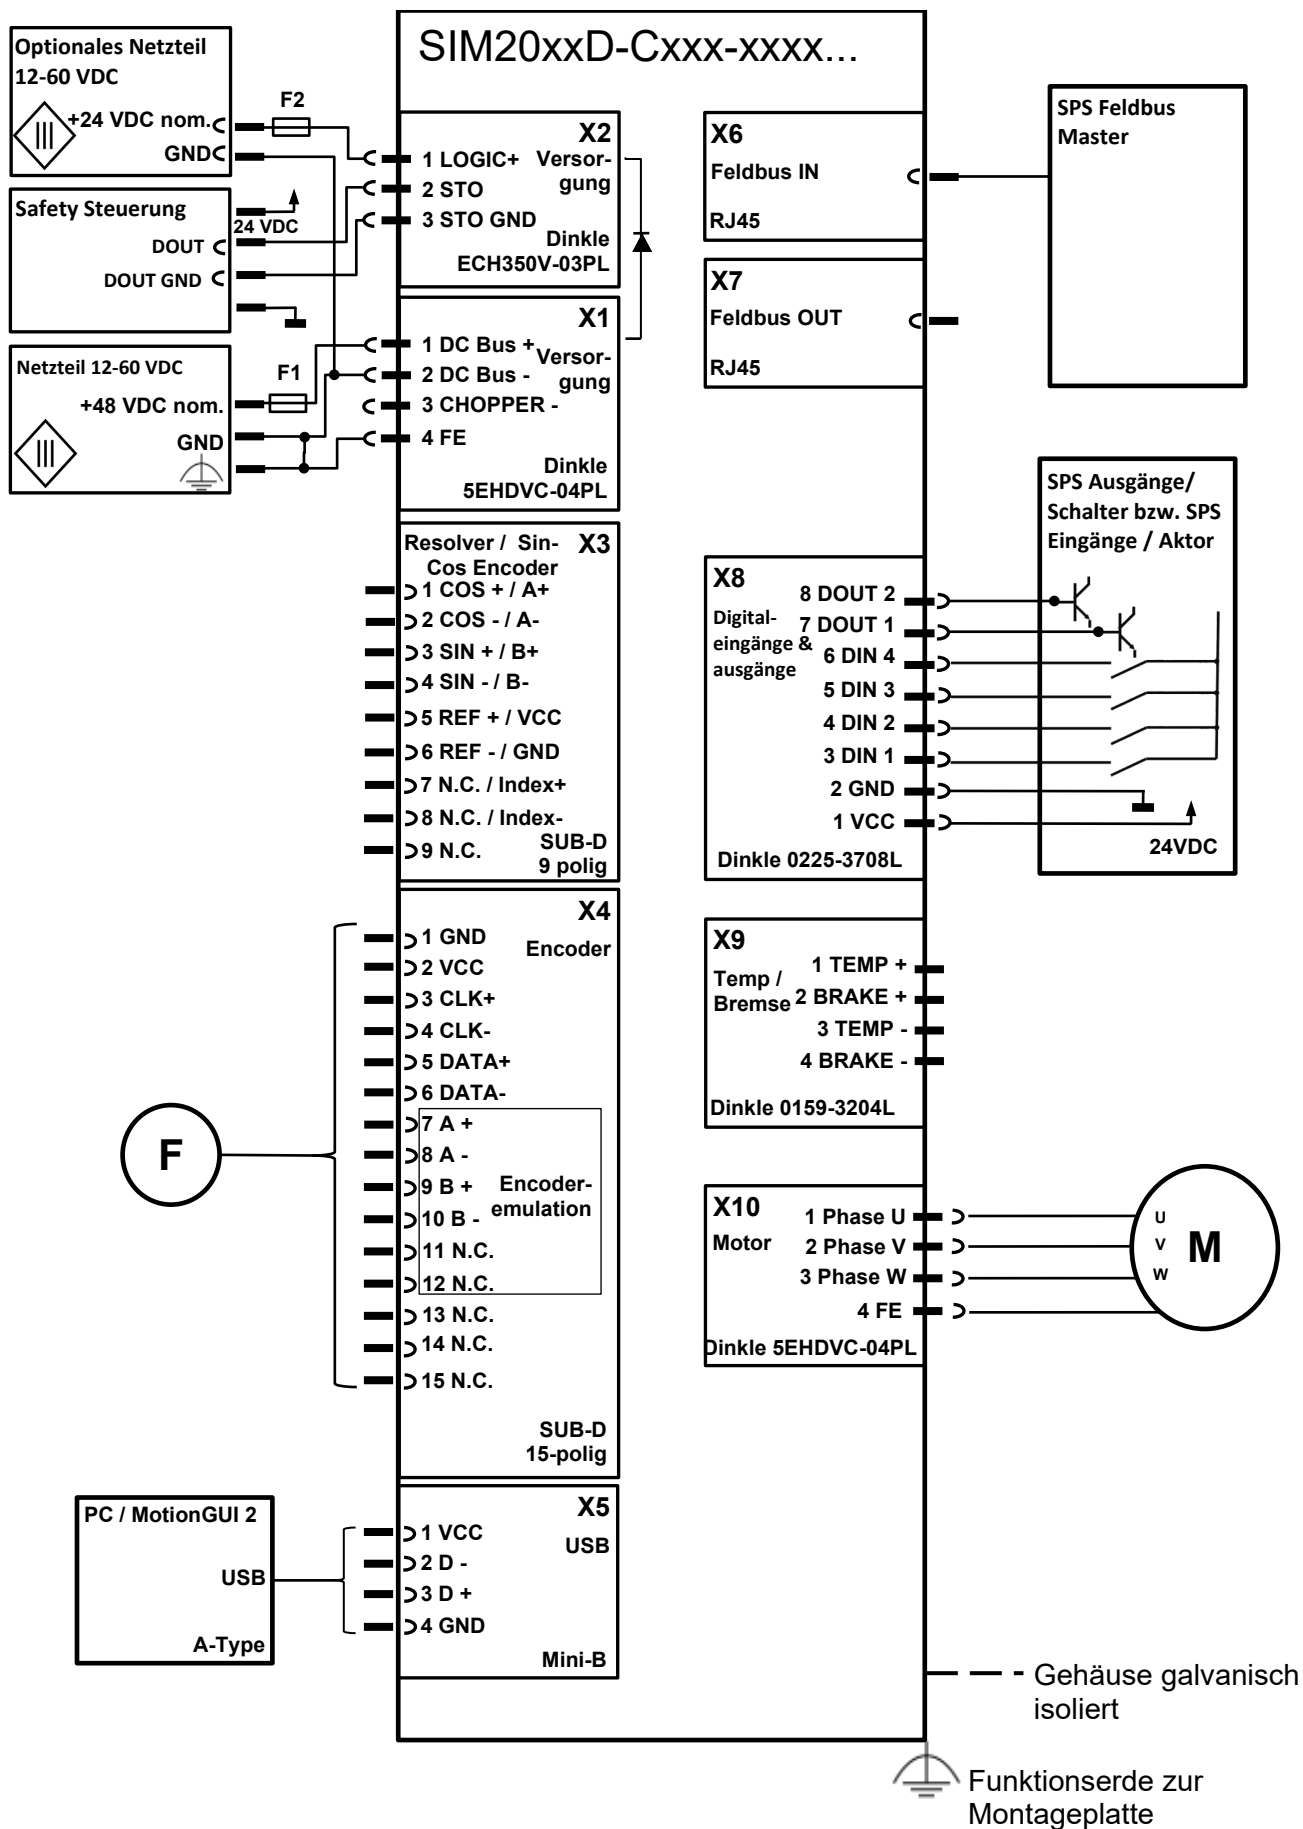 SIM20xxD-Cxxx-xxxx...
Optionales Netzteil
12-60 VDC
+24 VDC nom.
GND
F2
Safety Steuerung
24 VDC
DOUT
DOUT GND
Netzteil 12-60 VDC
F1
+48 VDC nom.
GND
X2
1 LOGIC+ Versor-
gung
2 STO
3 STO GND
Dinkle
ECH350V-03PL
X1
1 DC Bus + Versor-
2 DC Bus - gung
3 CHOPPER -
4 FE
Dinkle
5EHDVC-04PL
Resolver / Sin- X3
Cos Encoder
1 COS + / A+
2 COS - / A-
3 SIN + / B+
4 SIN - / B-
5 REF + / VCC
6 REF - / GND
7 N.C. / Index+
8 N.C. / Index-
9 N.C. SUB-D
9 polig
X4
Encoder
1 GND
2 VCC
3 CLK+
4 CLK-
5 DATA+
6 DATA-
7 A +
8 A -
9 B + Encoder-
10 B - emulation
11 N.C.
12 N.C.
13 N.C.
14 N.C.
15 N.C.
SUB-D
15-polig
F
PC / MotionGUI 2
USB
A-Type
X5
USB
1 VCC
2 D -
3 D +
4 GND
Mini-B
X6
Feldbus IN
RJ45
X7
Feldbus OUT
RJ45
SPS Feldbus
Master
X8
Digital-
eingänge &
ausgänge
8 DOUT 2
7 DOUT 1
6 DIN 4
5 DIN 3
4 DIN 2
3 DIN 1
2 GND
1 VCC
Dinkle 0225-3708L
SPS Ausgänge/
Schalter bzw. SPS
Eingänge / Aktor
24VDC
X9
Temp /
Bremse
1 TEMP +
2 BRAKE +
3 TEMP -
4 BRAKE -
Dinkle 0159-3204L
X10
Motor
1 Phase U
2 Phase V
3 Phase W
4 FE
Dinkle 5EHDVC-04PL
U
V
W
M
Gehäuse galvanisch
isoliert
Funktionserde zur
Montageplatte